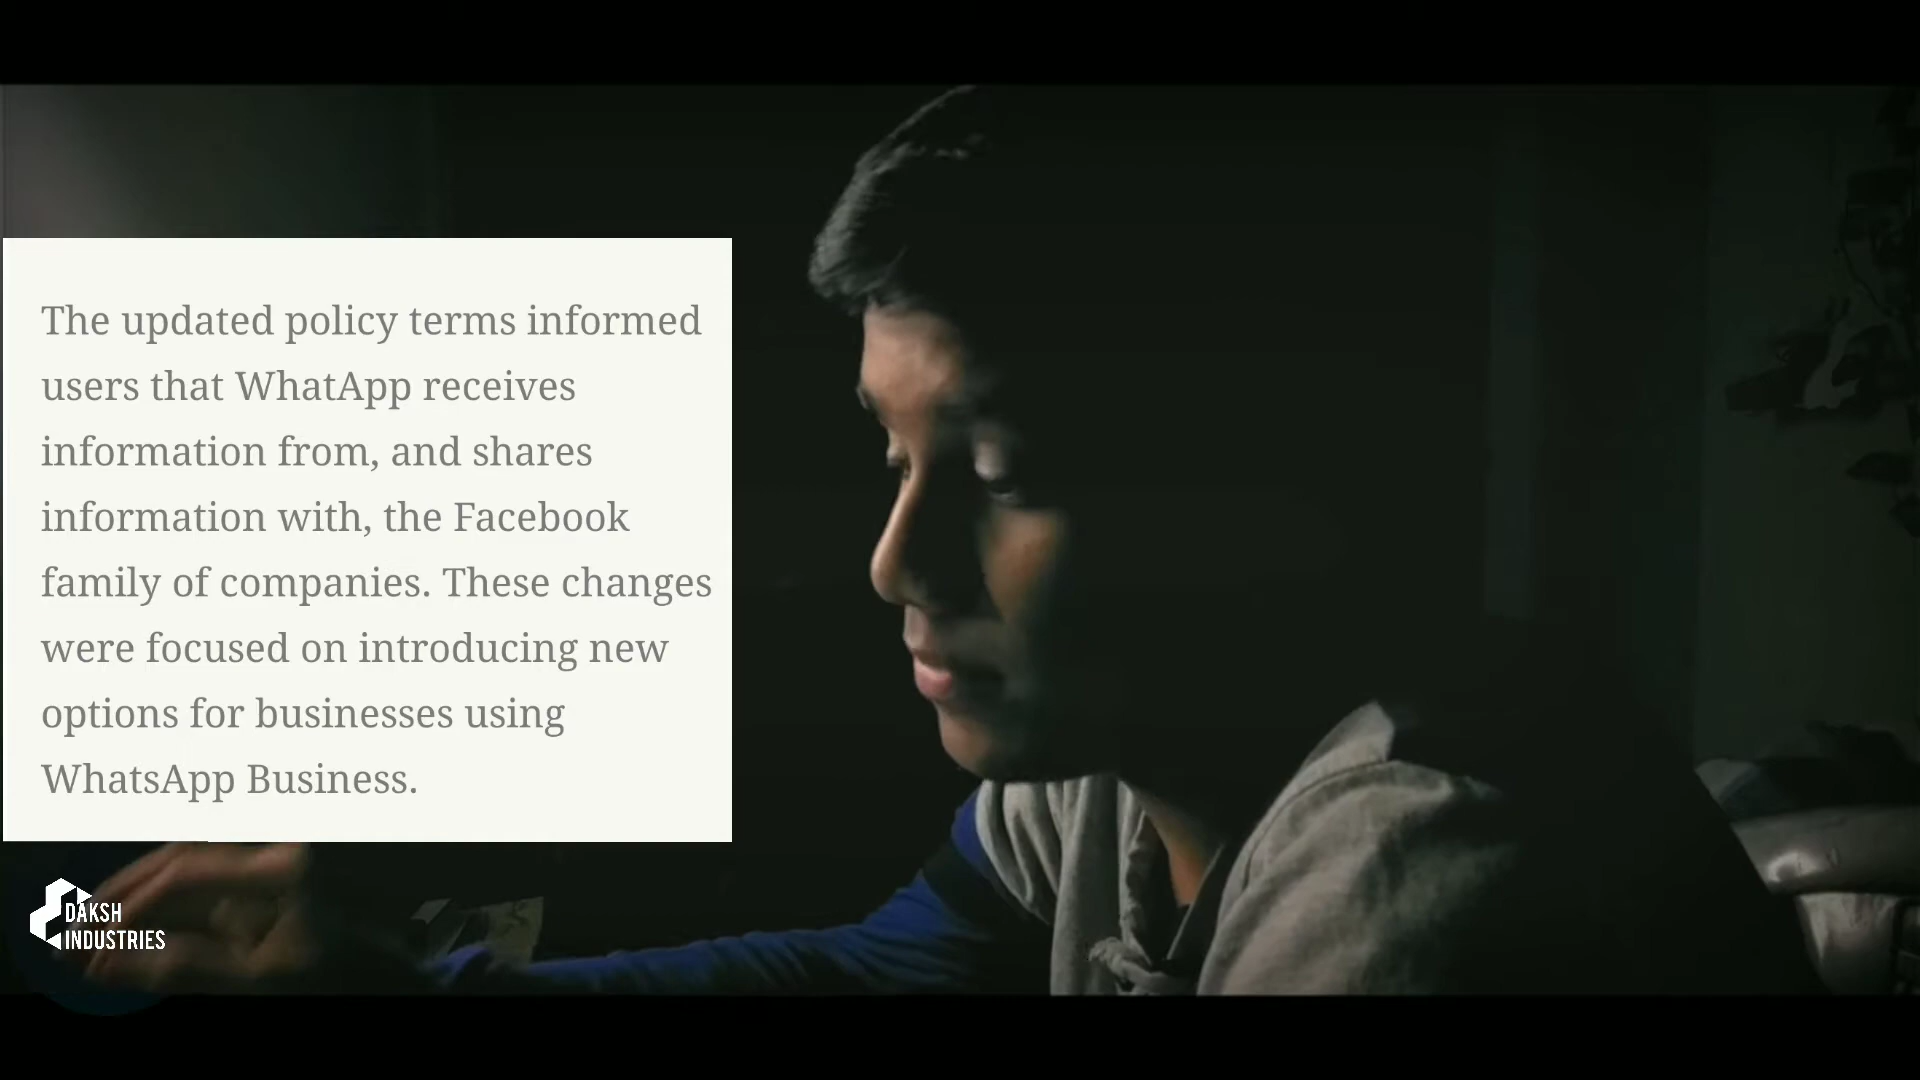 The updated policy terms informed
users that WhatApp receives
information from, and shares
information with, the Facebook
family of companies. These changes
were focused on introducing new
options for businesses using
WhatsApp Business.
DAKSH
INDUSTRIES